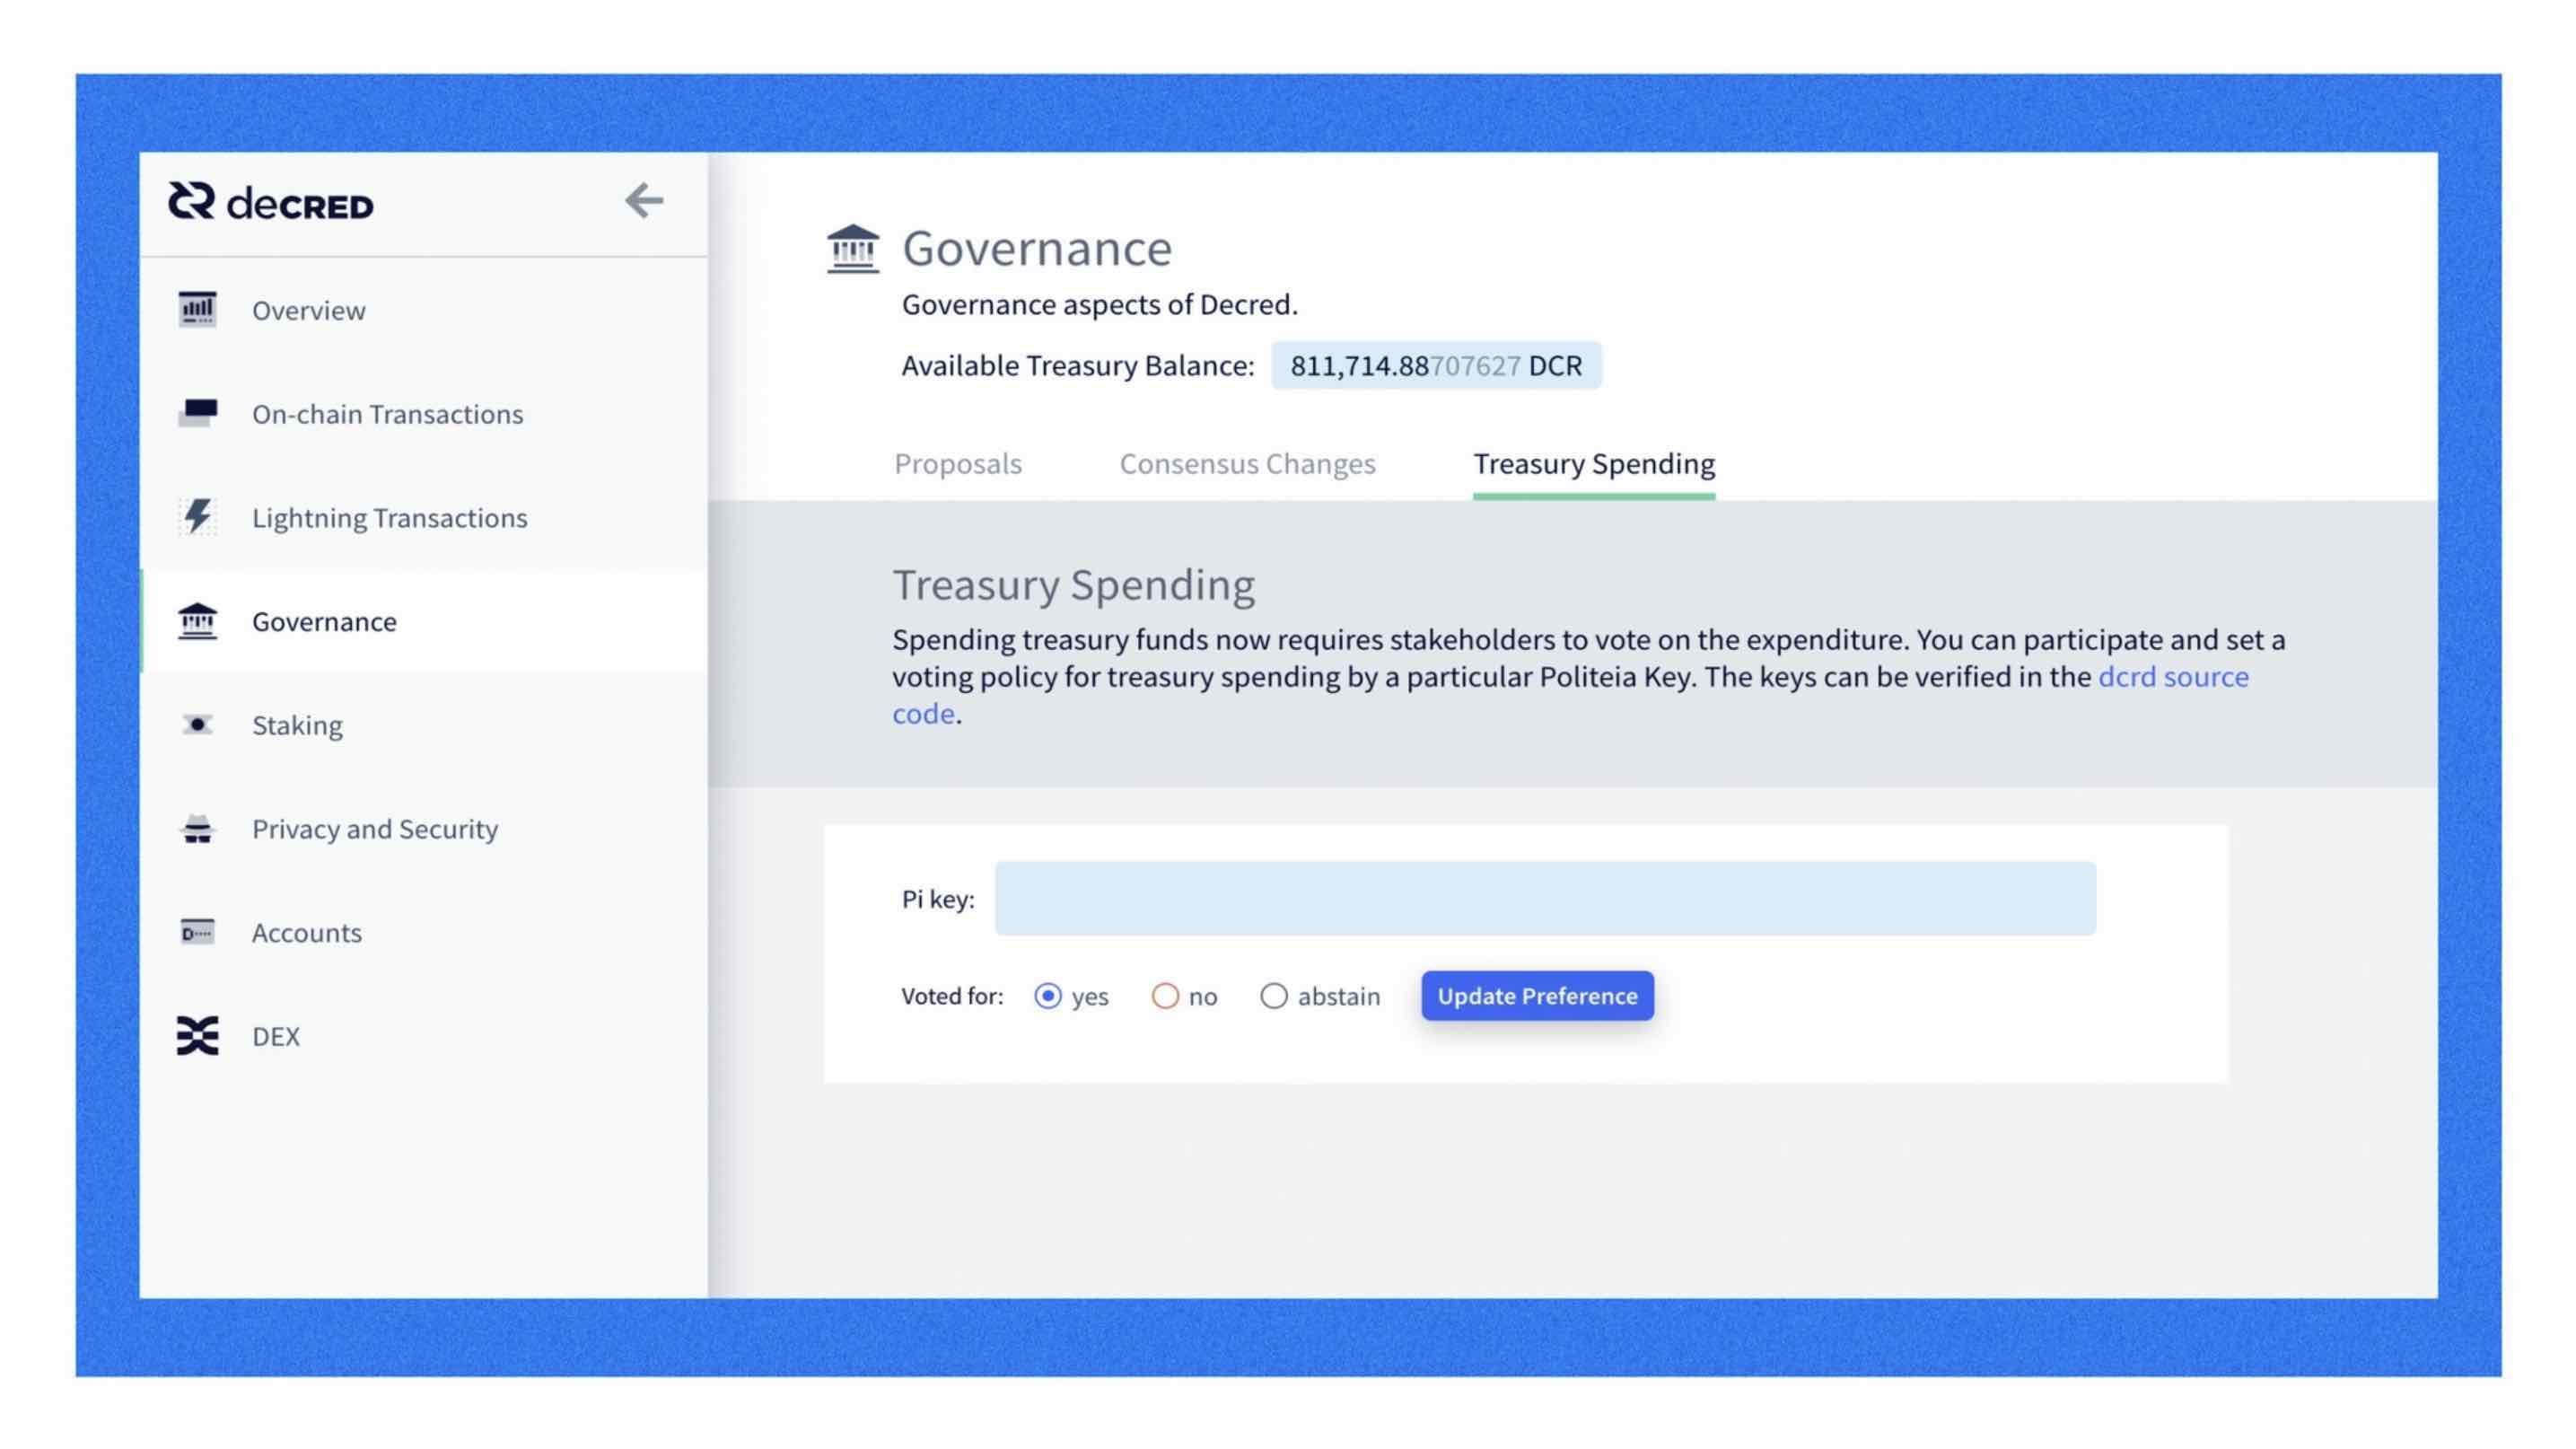 decred
Overview
On-chain Transactions
Lightning Transactions
Governance
Staking
Privacy and Security
D
Accounts
DEX
Governance
Governance aspects of Decred.
Available Treasury Balance: 811,714.88707627 DCR
Proposals Consensus Changes Treasury Spending
Treasury Spending
Spending treasury funds now requires stakeholders to vote on the expenditure. You can participate and set a
voting policy for treasury spending by a particular Politeia Key. The keys can be verified in the dcrd source
code.
Pi key:
Voted for: yes no abstain Update Preference